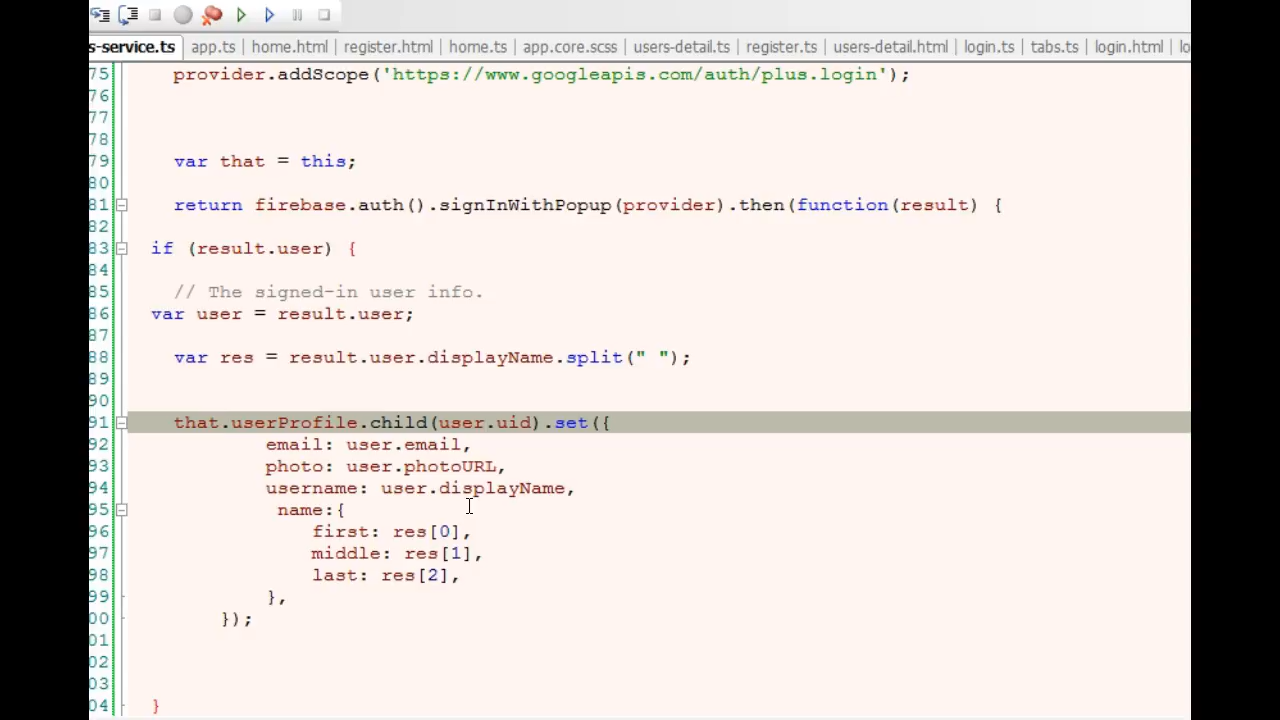 s-service.ts app.ts home.html register.html home.ts app.core.scss users-detail.ts register.ts users-detail.html login.ts tabs.ts login.html lo
75 provider.addScope('https://www.googleapis.com/auth/plus.login');
76
77
78
79 var that = this;
80
81 return firebase.auth().signInWithPopup(provider).then(function(result) {
82
83 if (result.user) {
84
85 // The signed-in user info.
86 var user = result.user;
87
88 var res = result.user.displayName.split(" ");
89
90
91 that.userProfile.child(user.uid).set({
92 email: user.email,
93 photo: user.photoURL,
94 username: user.displayName,
95 name:{
96 first: res[0],
97 middle: res[1],
98 last: res[2],
99 },
00 });
01
02
03
04 }